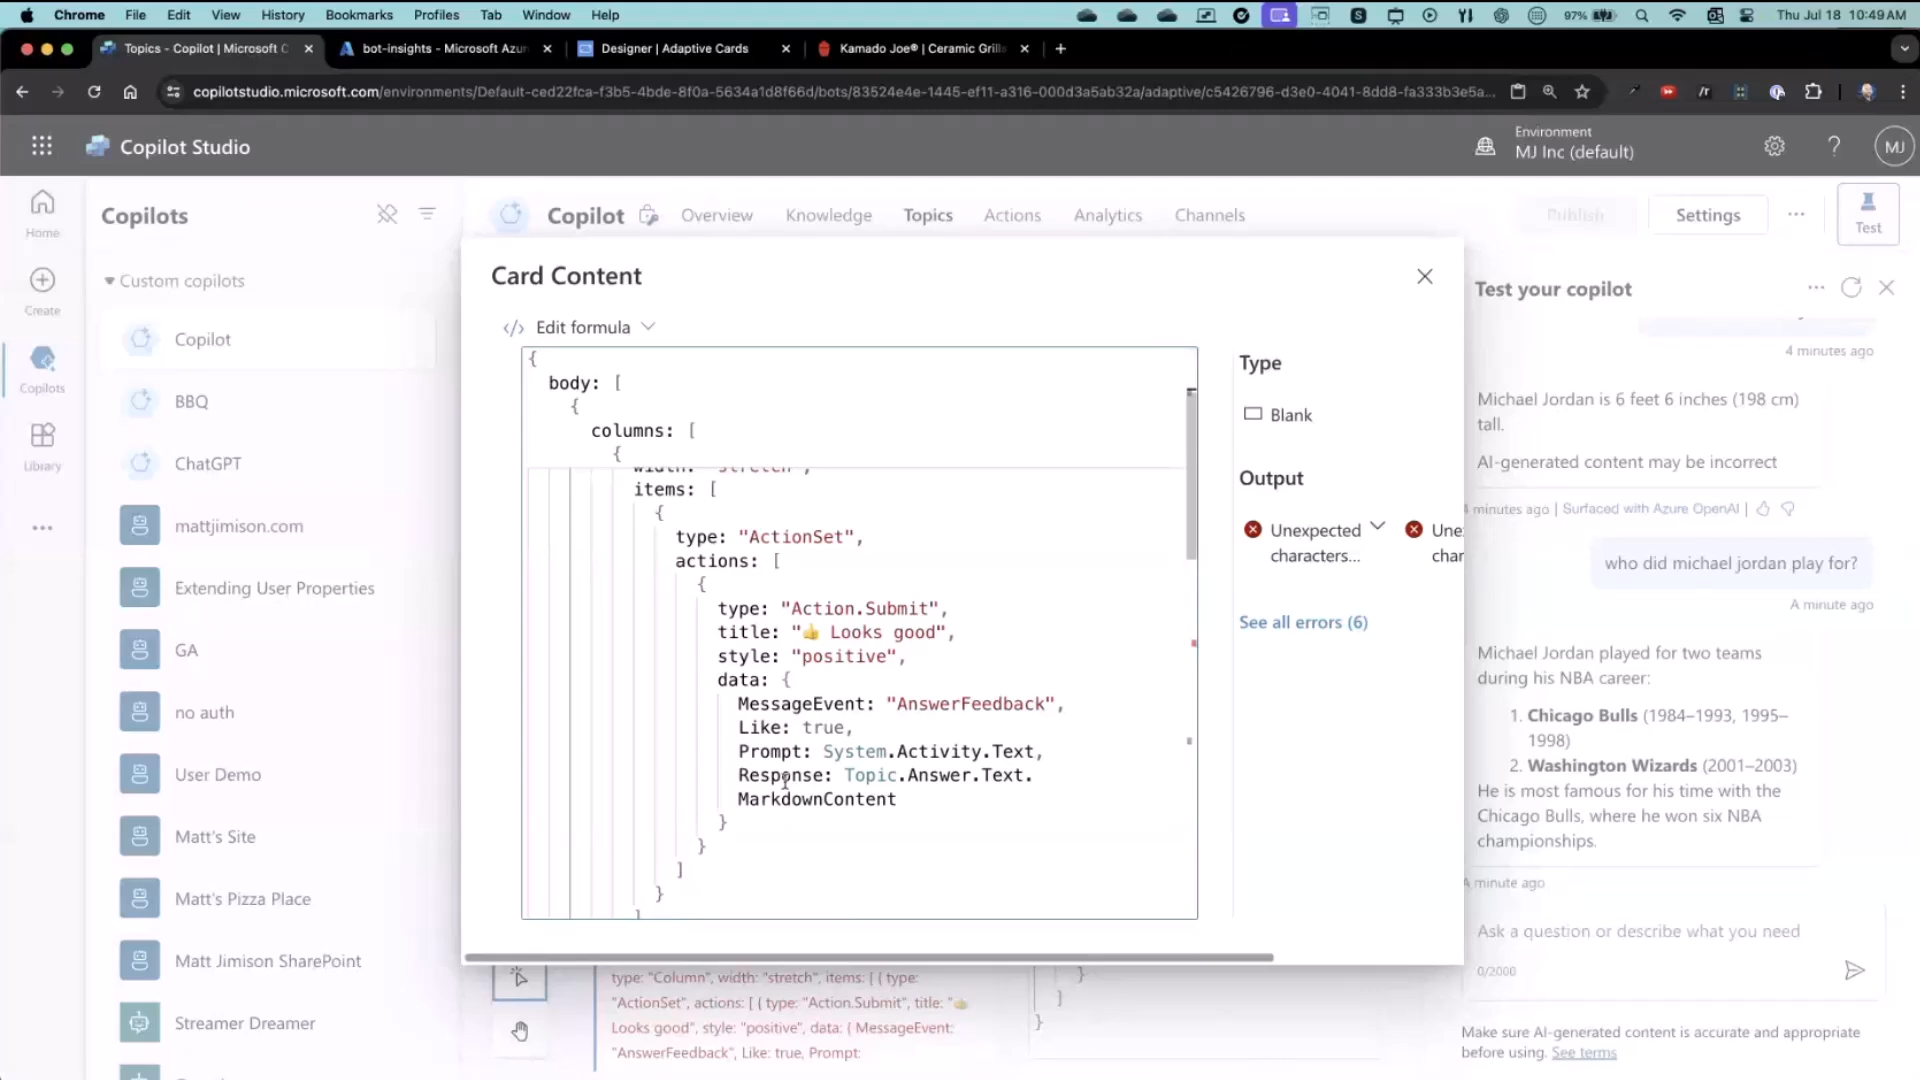 Chrome File Edit View History Bookmarks Profiles Tab Window Help 97% Thu Jul 18 10:49 AM
Topics - Copilot | Microsoft C
bot-insights - Microsoft Azur
Designer | Adaptive Cards
Kamado Joe® | Ceramic Grills
copilotstudio.microsoft.com/environments/Default-ced22fca-f3b5-4bde-8f0a-5634a1d8f66d/bots/83524e4e-1445-ef11-a316-000d3a5ab32a/adaptive/c5426796-d3e0-4041-8dd8-fa333b3e5a...
Copilot Studio
Environment
MJ Inc (default)
MJ
Home
Create
Copilots
Library
Copilots
Custom copilots
Copilot
BBQ
ChatGPT
mattjimison.com
Extending User Properties
GA
no auth
User Demo
Matt's Site
Matt's Pizza Place
Matt Jimison SharePoint
Streamer Dreamer
Copilot Overview Knowledge Topics Actions Analytics Channels
Publish Settings Test
Card Content
</> Edit formula
{
body: [
{
columns: [
{
width: "stretch",
items: [
{
type: "ActionSet",
actions: [
{
type: "Action.Submit",
title: "👍 Looks good",
style: "positive",
data: {
MessageEvent: "AnswerFeedback",
Like: true,
Prompt: System.Activity.Text,
Response: Topic.Answer.Text.
MarkdownContent
}
}
]
}
]
Type
Blank
Output
Unexpected
characters...
Une
char
See all errors (6)
type: "Column", width: "stretch", items: [ { type:
"ActionSet", actions: [ { type: "Action.Submit", title: "👍
Looks good", style: "positive", data: { MessageEvent:
"AnswerFeedback", Like: true, Prompt:
}
]
}
Test your copilot
4 minutes ago
Michael Jordan is 6 feet 6 inches (198 cm)
tall.
AI-generated content may be incorrect
minutes ago | Surfaced with Azure OpenAI |
who did michael jordan play for?
A minute ago
Michael Jordan played for two teams
during his NBA career:
1. Chicago Bulls (1984–1993, 1995–
1998)
2. Washington Wizards (2001–2003)
He is most famous for his time with the
Chicago Bulls, where he won six NBA
championships.
A minute ago
Ask a question or describe what you need
0/2000
Make sure AI-generated content is accurate and appropriate
before using. See terms